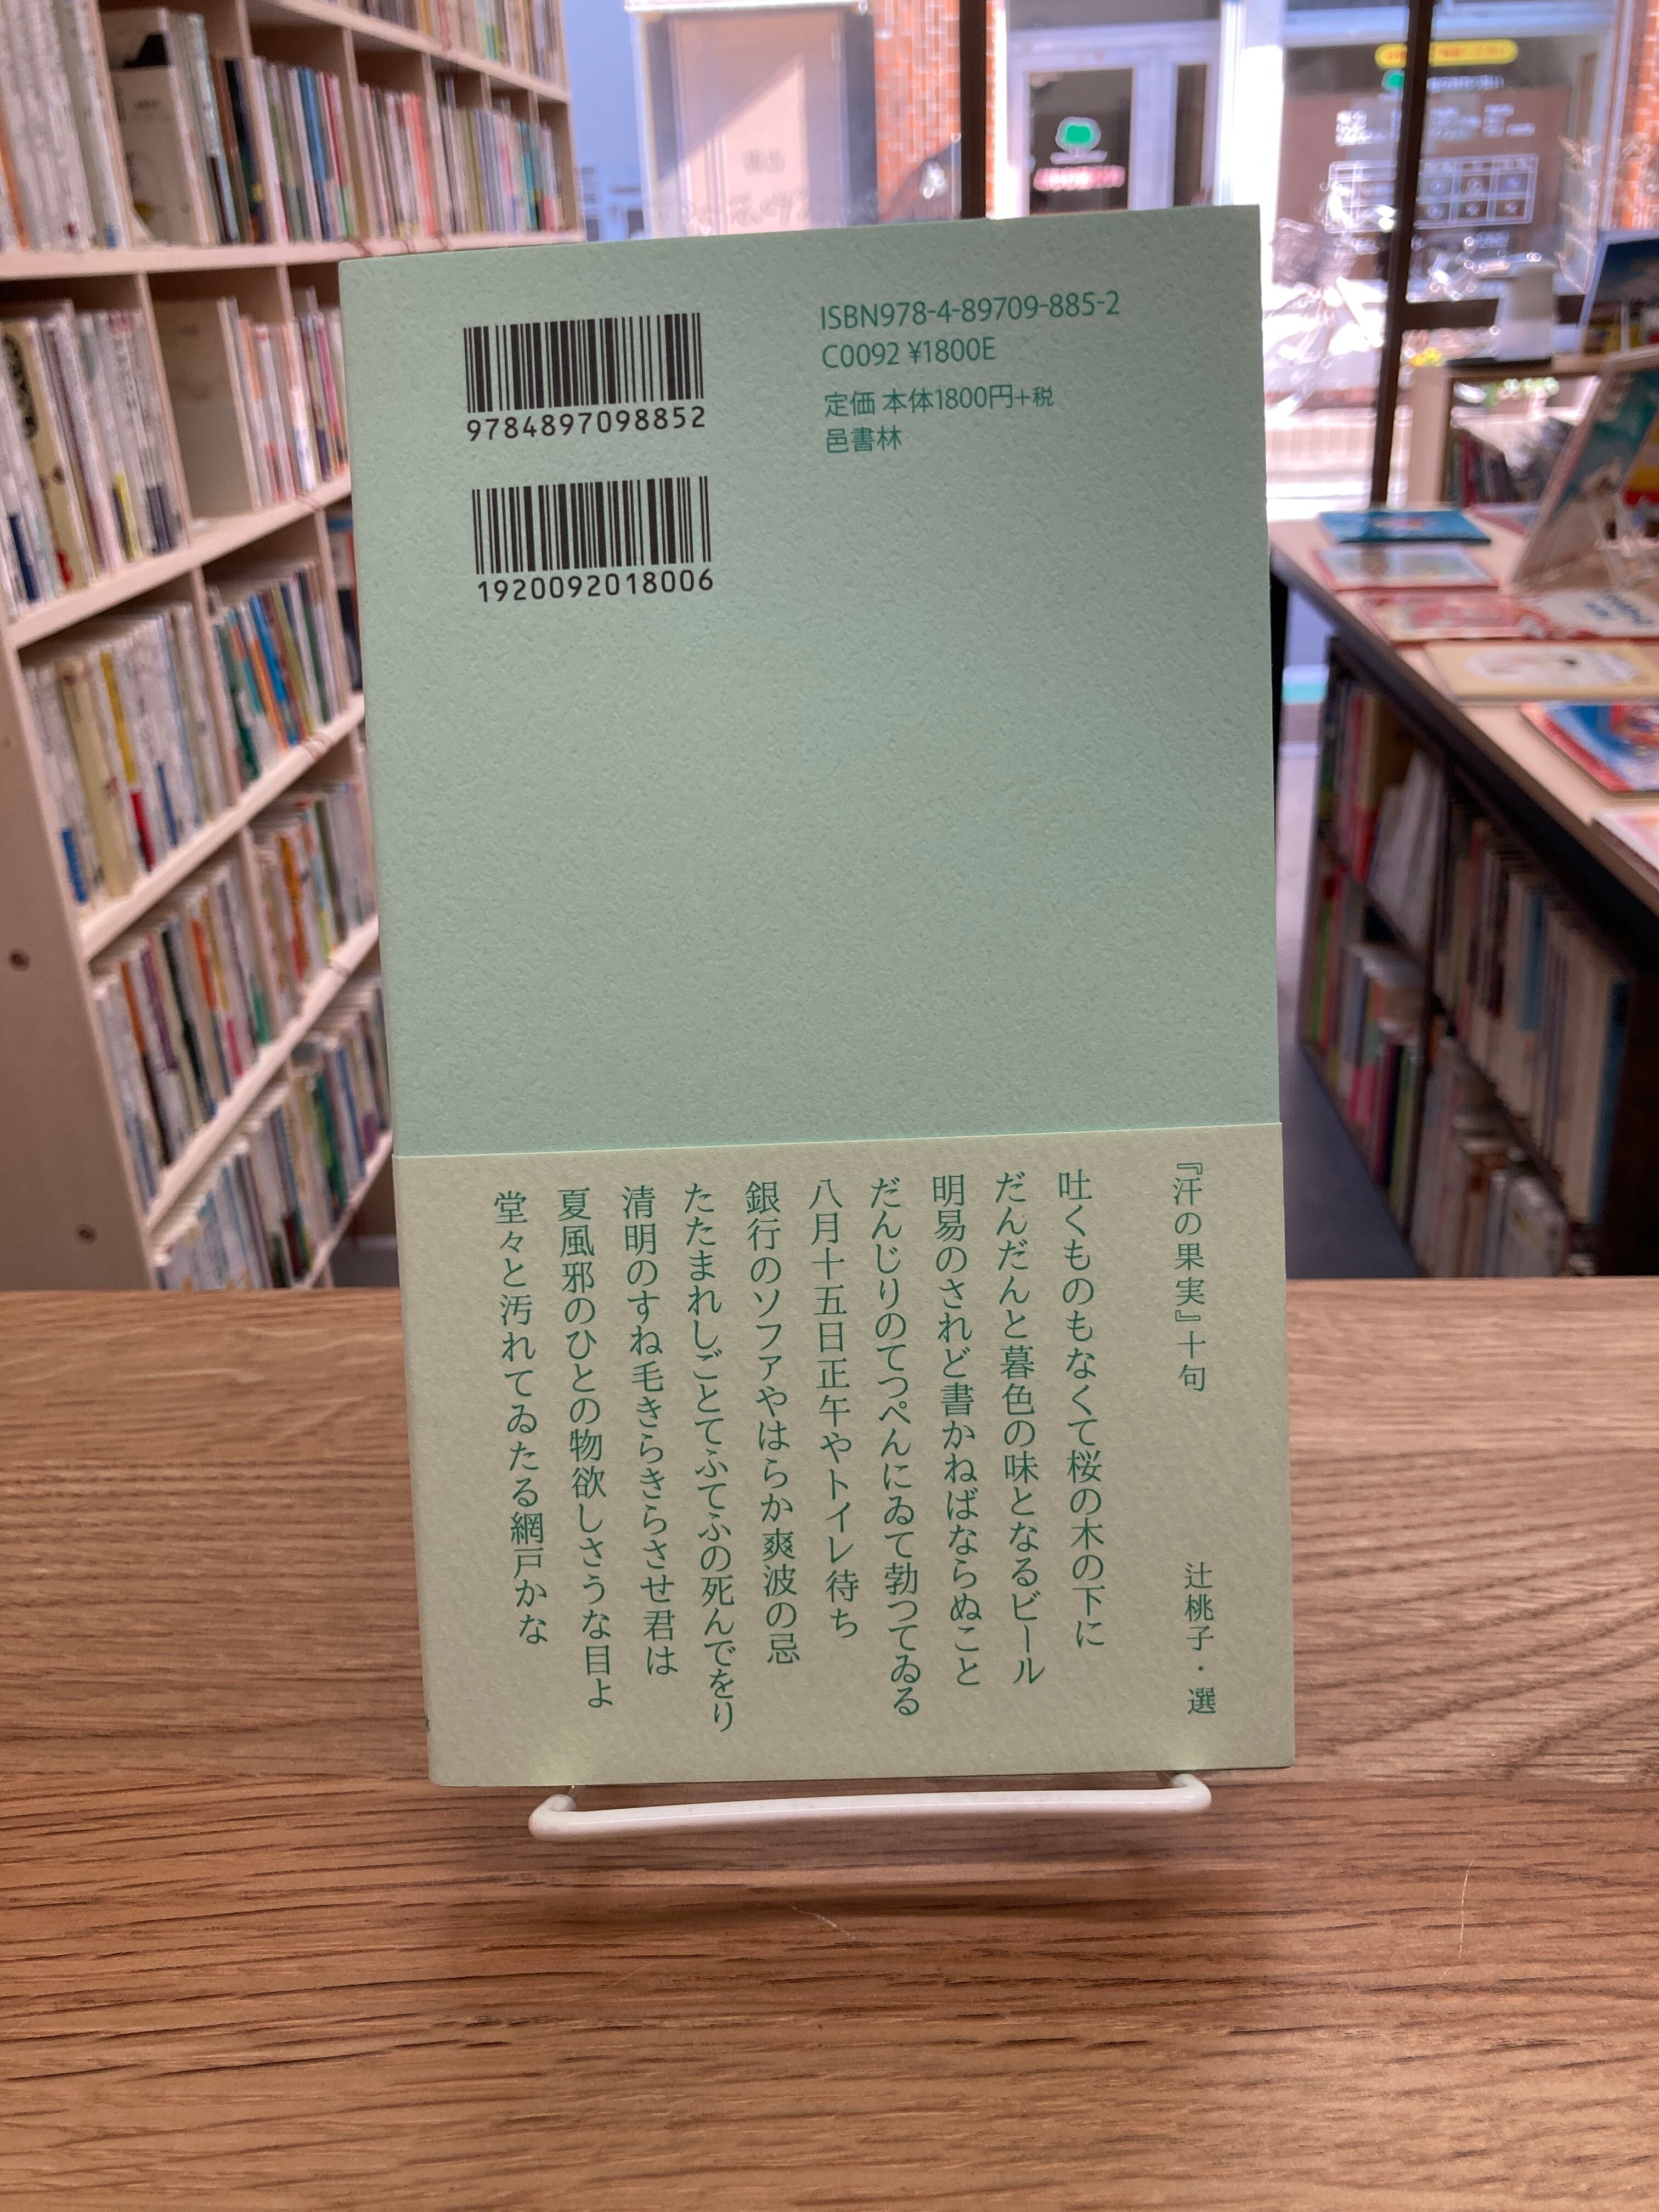 ISBN978-4-89709-885-2
C0092 ¥1800E
定価 本体1800円+税
邑書林
9784897098852
1920092018006
『汗の果実』十句　辻桃子・選
吐くものもなくて桜の木の下に
だんだんと暮色の味となるビール
明易のされど書かねばならぬこと
だんじりのてつぺんにゐて勃つてゐる
八月十五日正午やトイレ待ち
銀行のソファやはらか爽波の忌
たたまれしごとてふてふの死んでをり
清明のすね毛きらきらさせ君は
夏風邪のひとの物欲しさうな目よ
堂々と汚れてゐたる網戸かな